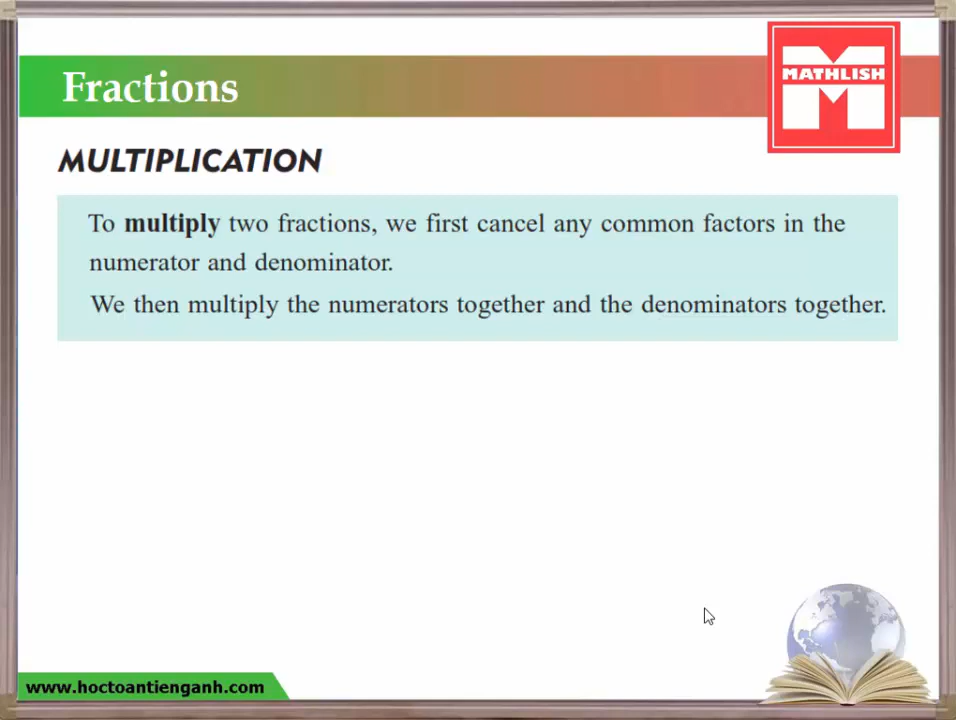 Fractions
MATHLISH
MULTIPLICATION
To multiply two fractions, we first cancel any common factors in the
numerator and denominator.
We then multiply the numerators together and the denominators together.
www.hoctoantienganh.com